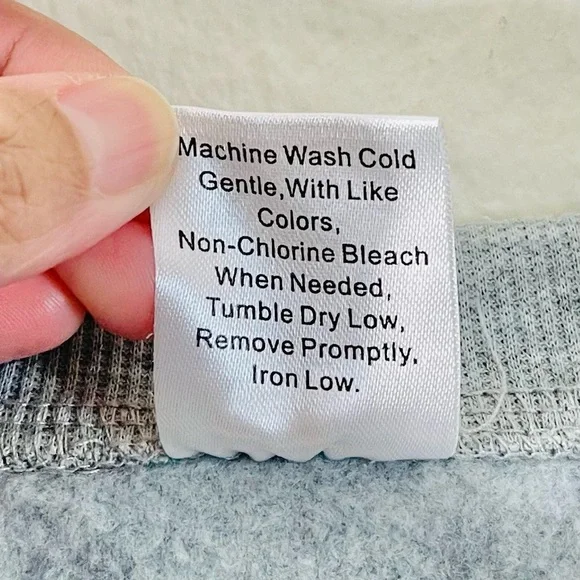 Machine Wash Cold
Gentle,With Like
Colors,
Non-Chlorine Bleach
When Needed,
Tumble Dry Low,
Remove Promptly,
Iron Low.